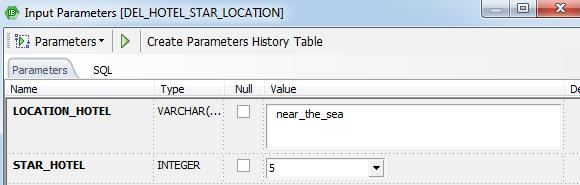 Input Parameters [DEL_HOTEL_STAR_LOCATION]
Parameters Create Parameters History Table
Parameters SQL
Name Type Null Value De
LOCATION_HOTEL VARCHAR(... near_the_sea
STAR_HOTEL INTEGER 5